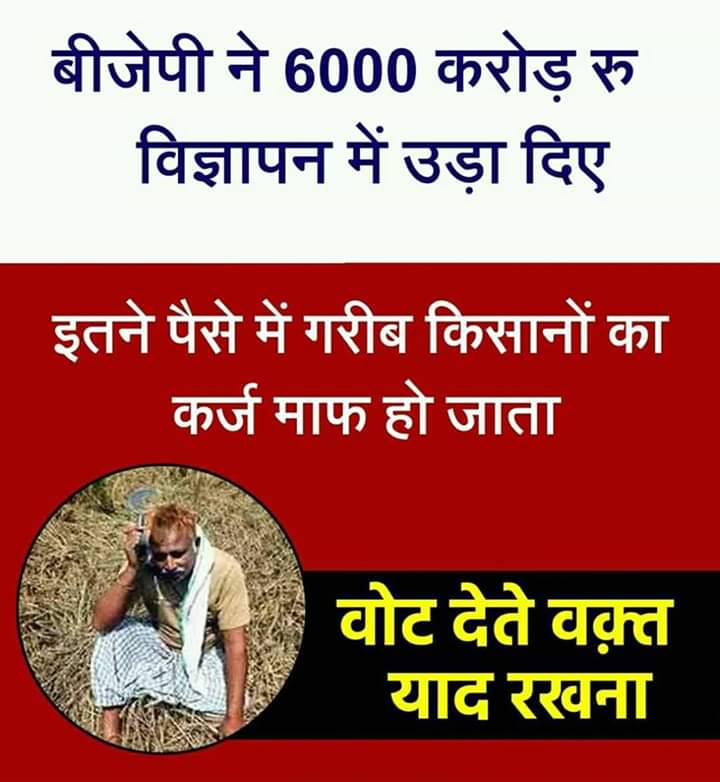 बीजेपी ने 6000 करोड़ रु
विज्ञापन में उड़ा दिए
इतने पैसे में गरीब किसानों का
कर्ज माफ हो जाता
वोट देते वक़्त
याद रखना